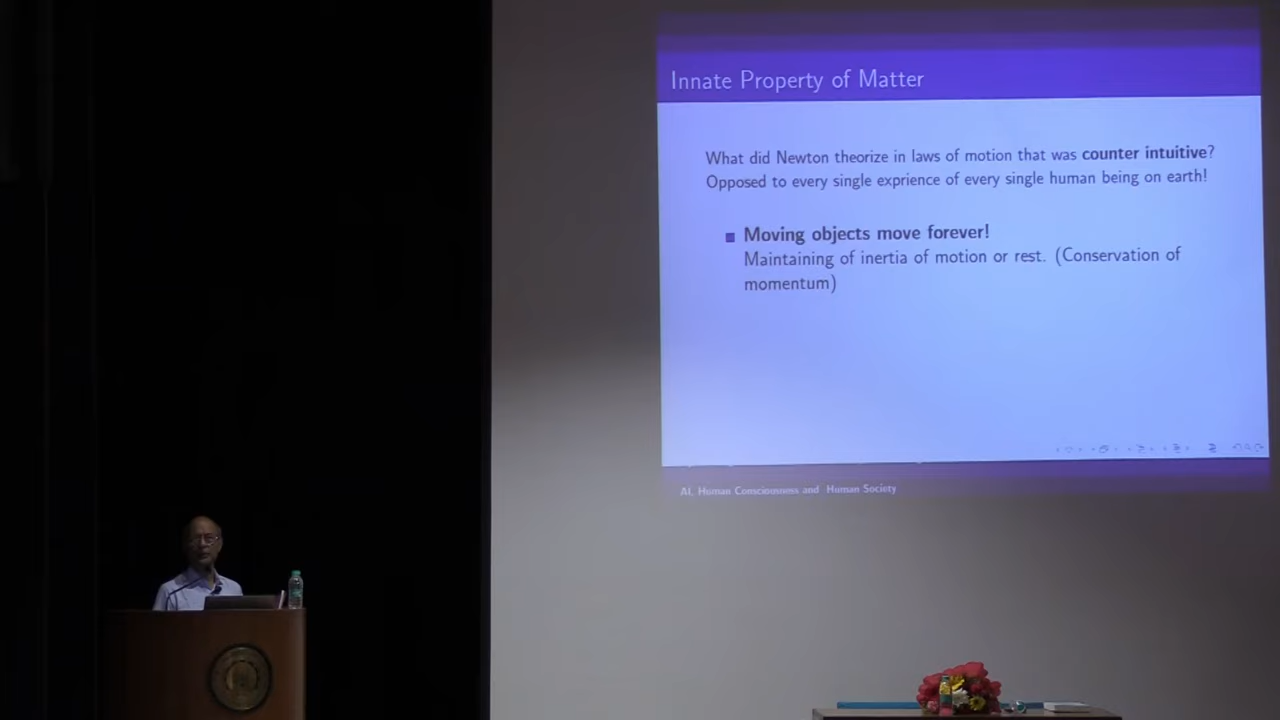 Innate Property of Matter
What did Newton theorize in laws of motion that was counter intuitive?
Opposed to every single exprience of every single human being on earth!
Moving objects move forever!
Maintaining of inertia of motion or rest. (Conservation of
momentum)
AI, Human Consciousness and Human Society